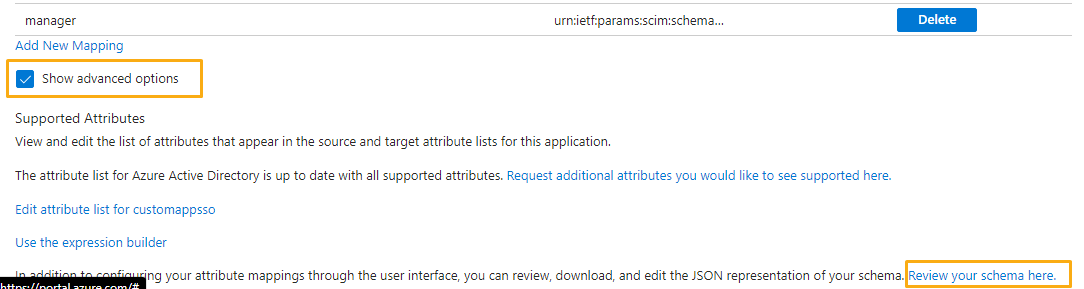 manager urn:ietf:params:scim:schema... Delete
Add New Mapping
Show advanced options
Supported Attributes
View and edit the list of attributes that appear in the source and target attribute lists for this application.
The attribute list for Azure Active Directory is up to date with all supported attributes. Request additional attributes you would like to see supported here.
Edit attribute list for customappsso
Use the expression builder
In addition to configuring your attribute mappings through the user interface, you can review, download, and edit the JSON representation of your schema. Review your schema here.
https://portal.azure.com/#